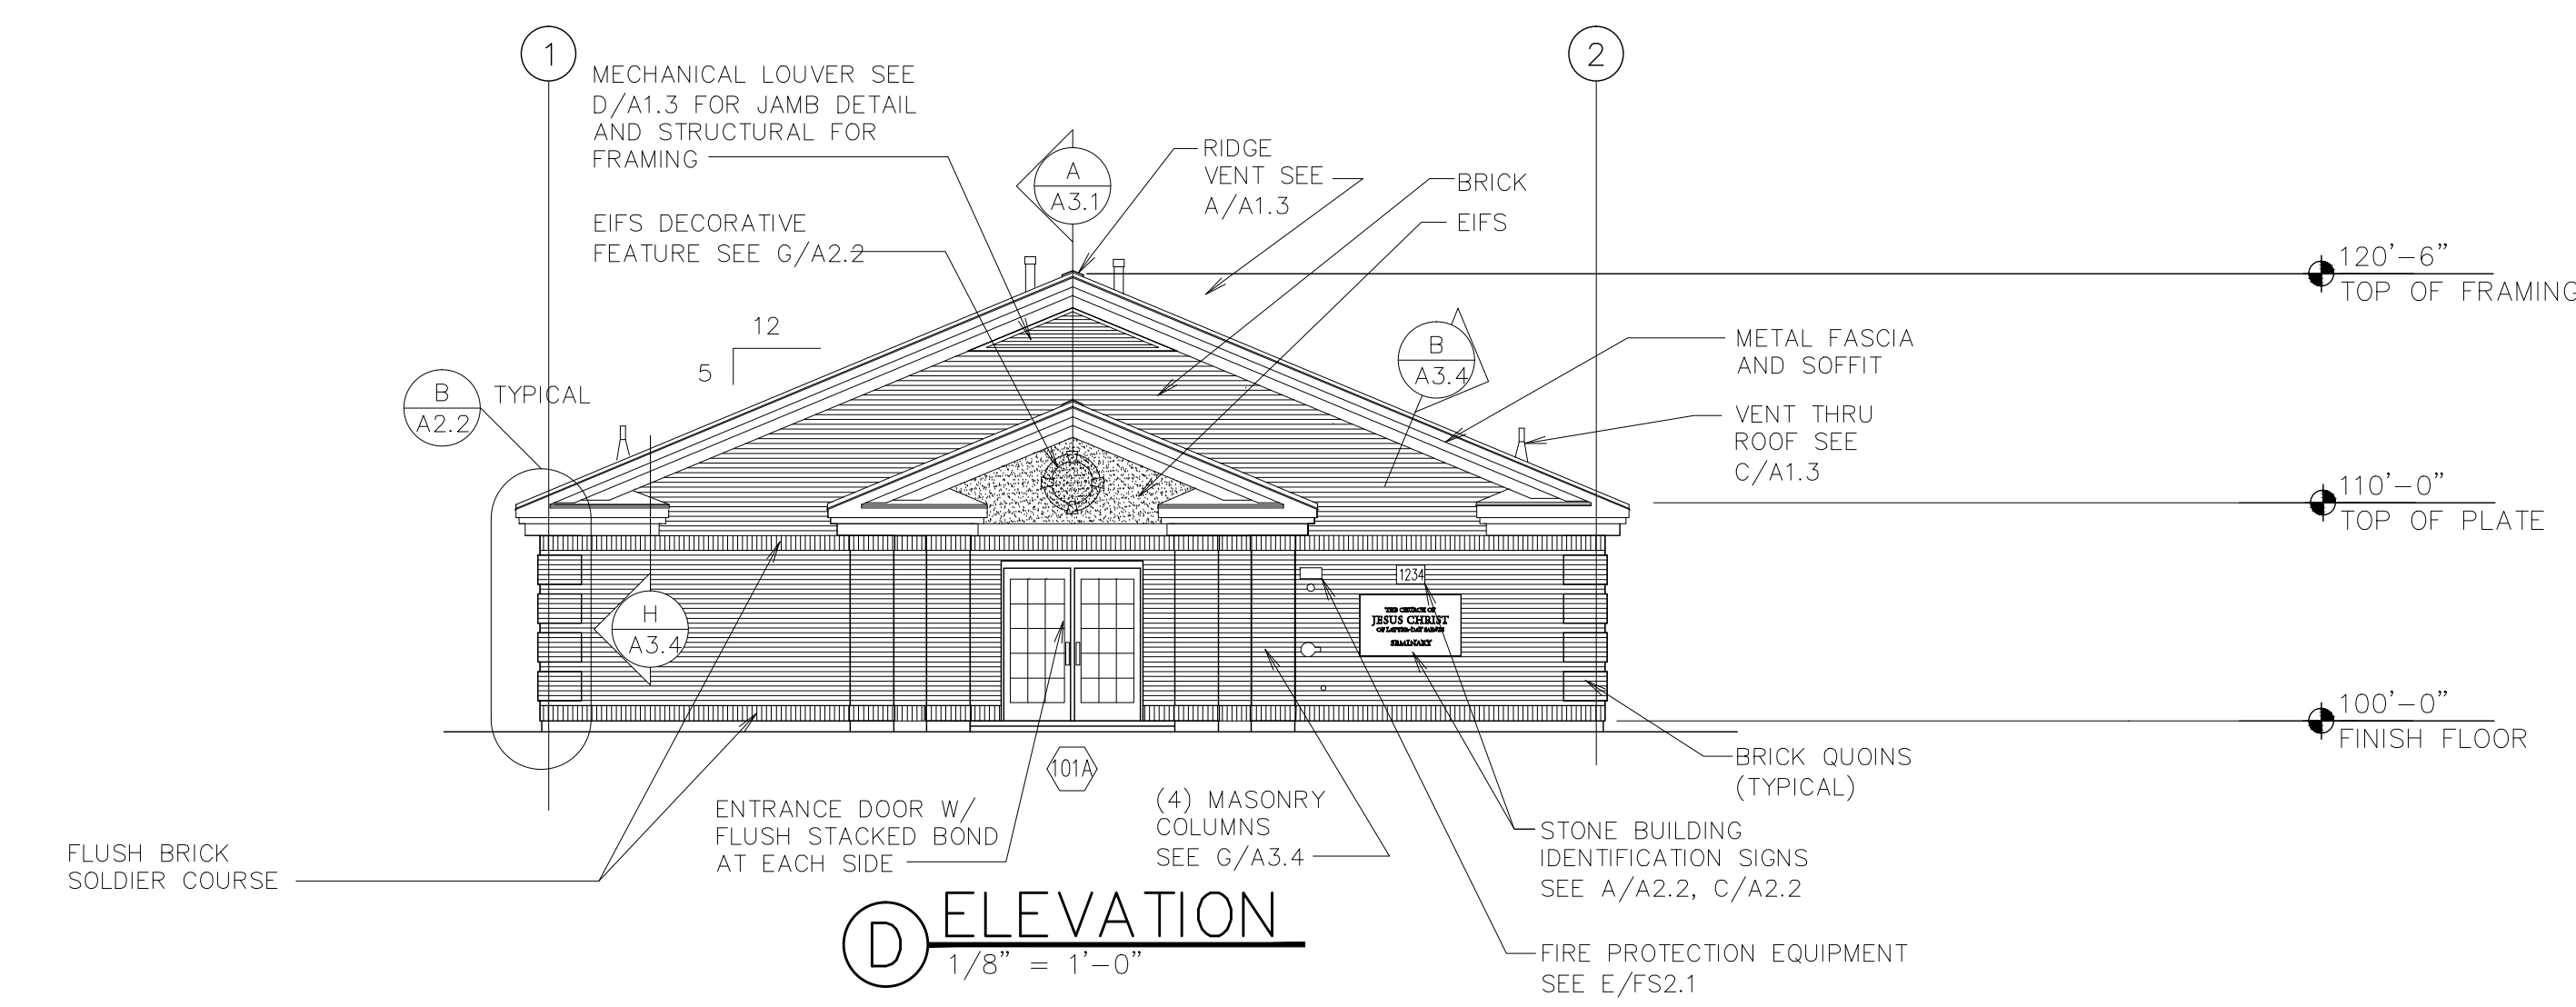 1
2
MECHANICAL LOUVER SEE
D/A1.3 FOR JAMB DETAIL
AND STRUCTURAL FOR
FRAMING
RIDGE
VENT SEE
A/A1.3
A
A3.1
BRICK
EIFS
EIFS DECORATIVE
FEATURE SEE G/A2.2
120'-6"
TOP OF FRAMING
12
5
B
A3.4
METAL FASCIA
AND SOFFIT
B
A2.2
TYPICAL
VENT THRU
ROOF SEE
C/A1.3
110'-0"
TOP OF PLATE
1234
THE CHURCH OF
JESUS CHRIST
OF LATTER-DAY SAINTS
SEMINARY
H
A3.4
100'-0"
FINISH FLOOR
BRICK QUOINS
(TYPICAL)
101A
ENTRANCE DOOR W/
FLUSH STACKED BOND
AT EACH SIDE
(4) MASONRY
COLUMNS
SEE G/A3.4
STONE BUILDING
IDENTIFICATION SIGNS
SEE A/A2.2, C/A2.2
FLUSH BRICK
SOLDIER COURSE
D
ELEVATION
1/8" = 1'-0"
FIRE PROTECTION EQUIPMENT
SEE E/FS2.1